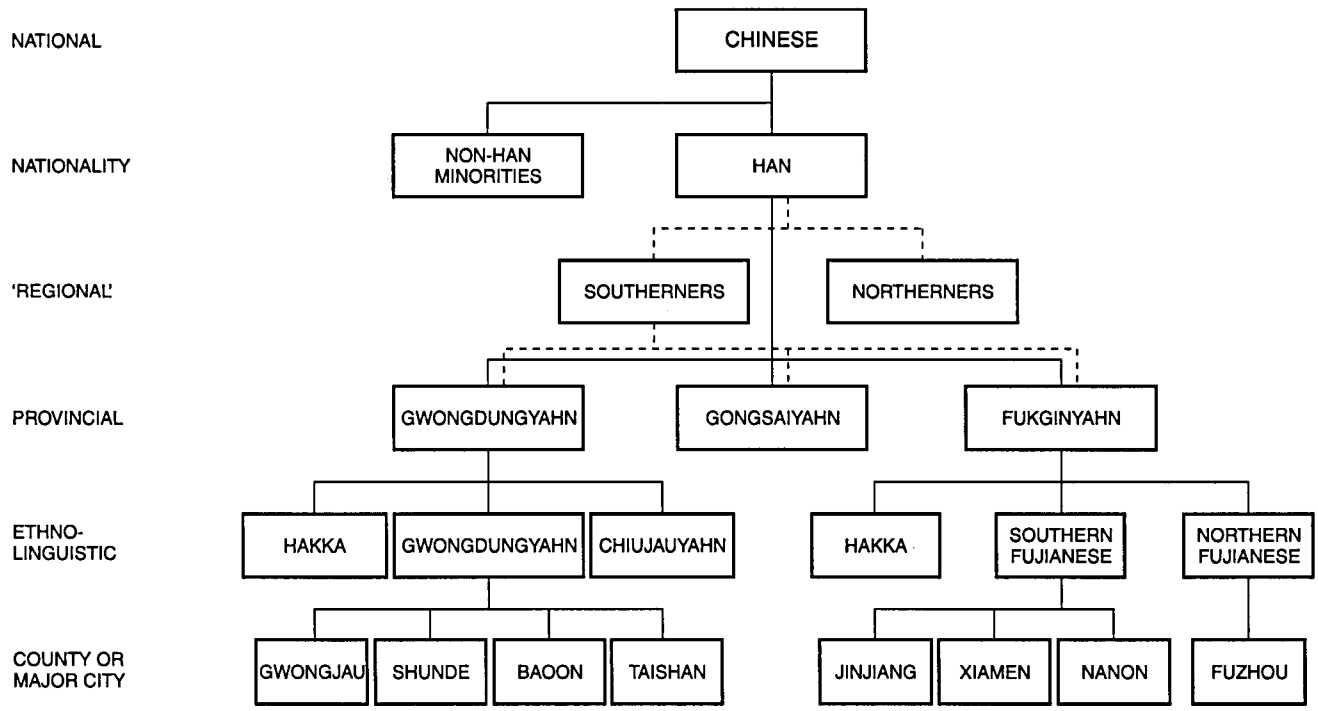 NATIONAL
CHINESE
NATIONALITY
NON-HAN
MINORITIES
HAN
'REGIONAL'
SOUTHERNERS
NORTHERNERS
PROVINCIAL
GWONGDUNGYAHN
GONGSAIYAHN
FUKGINYAHN
ETHNO-
LINGUISTIC
HAKKA
GWONGDUNGYAHN
CHIUJAUYAHN
HAKKA
SOUTHERN
FUJIANESE
NORTHERN
FUJIANESE
COUNTY OR
MAJOR CITY
GWONGJAU
SHUNDE
BAOON
TAISHAN
JINJIANG
XIAMEN
NANON
FUZHOU